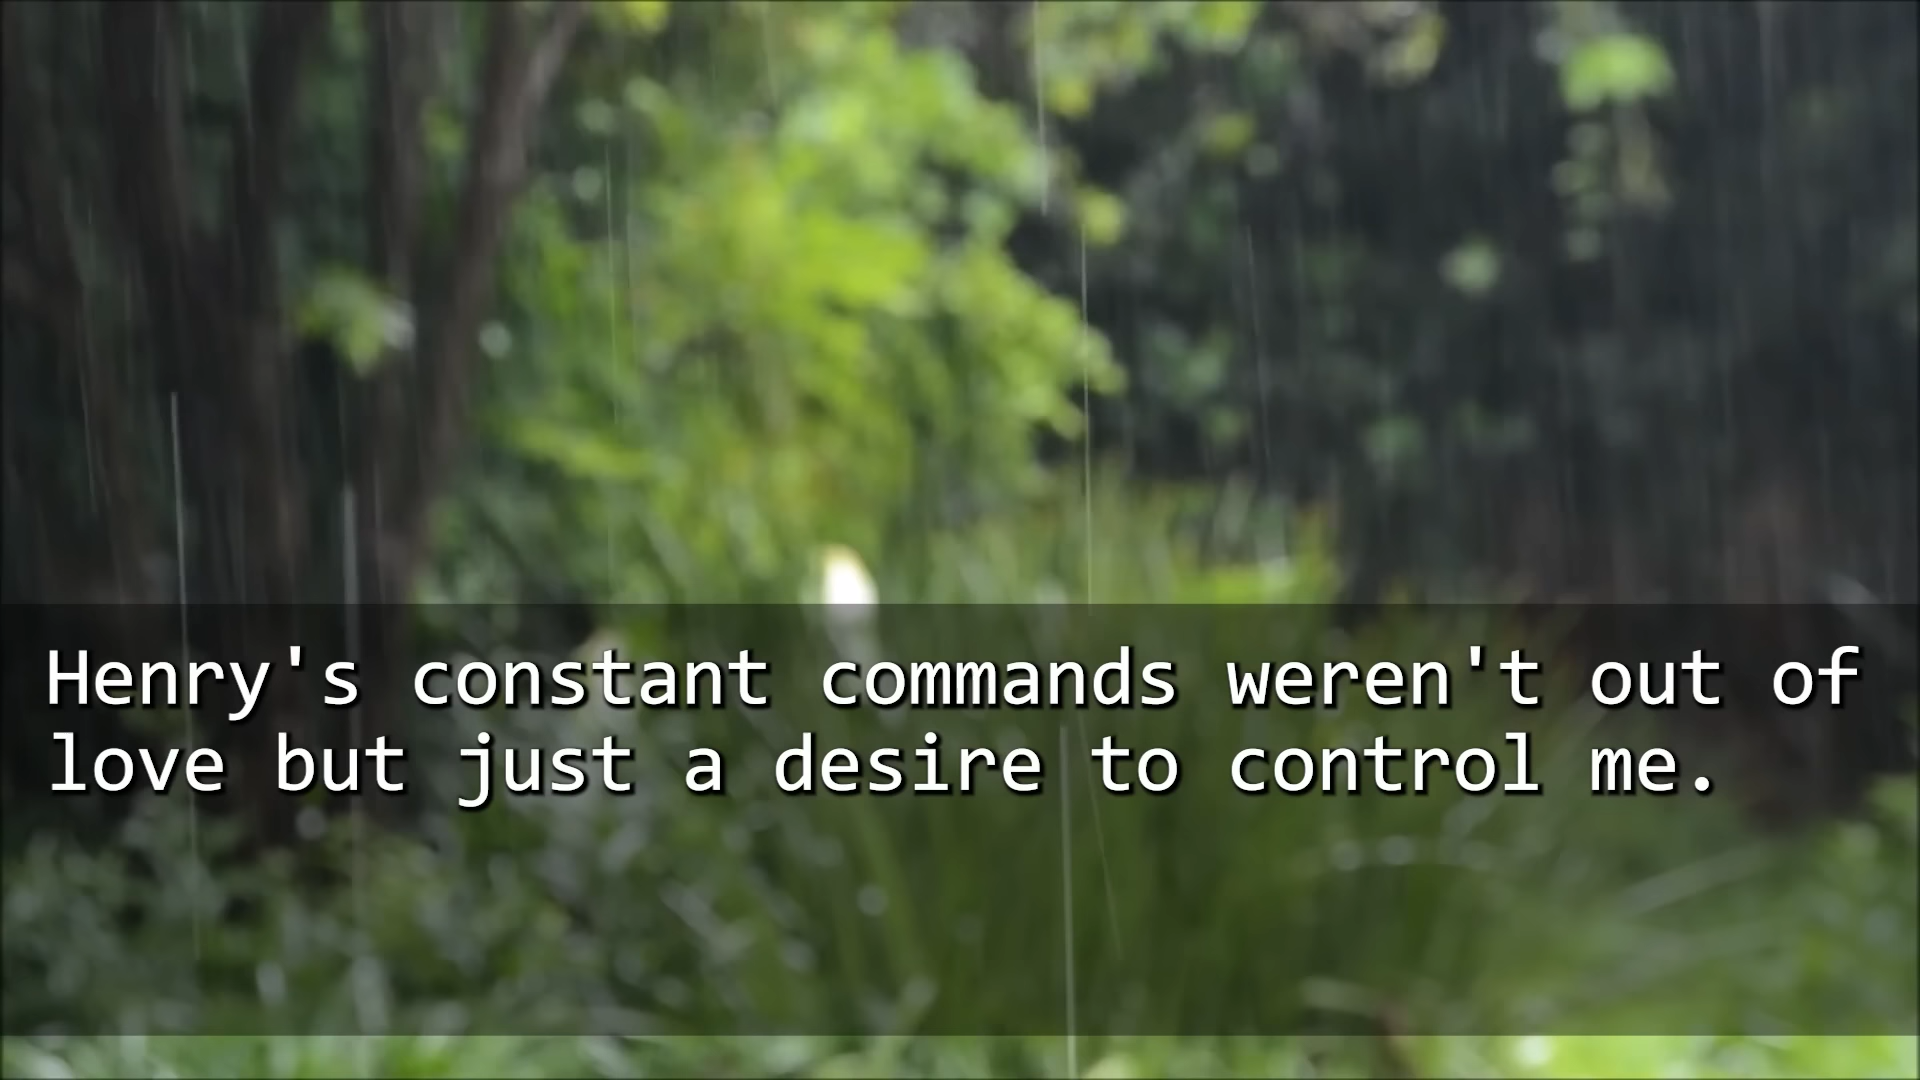 Henry's constant commands weren't out of
love but just a desire to control me.